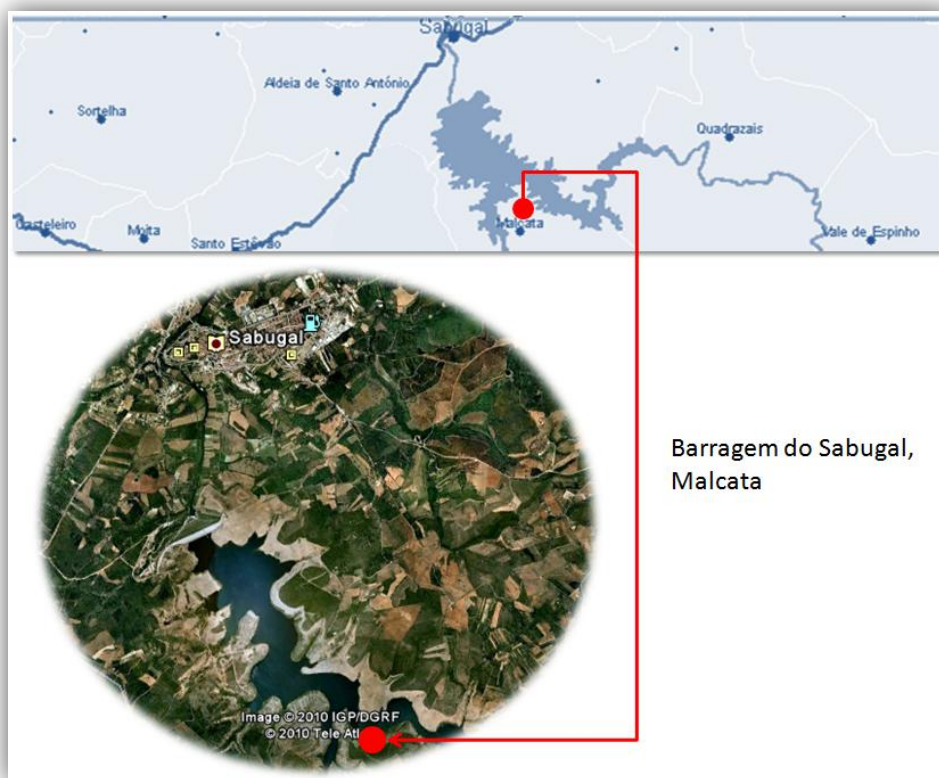 Sabugal
Aldeia de Santo António
Sortelha
Quadrazais
Casteleiro
Moita
Santo Estêvão
Malcata
Vale de Espinho
Sabugal
Barragem do Sabugal,
Malcata
Image © 2010 IGP/DGRF
© 2010 Tele Atl